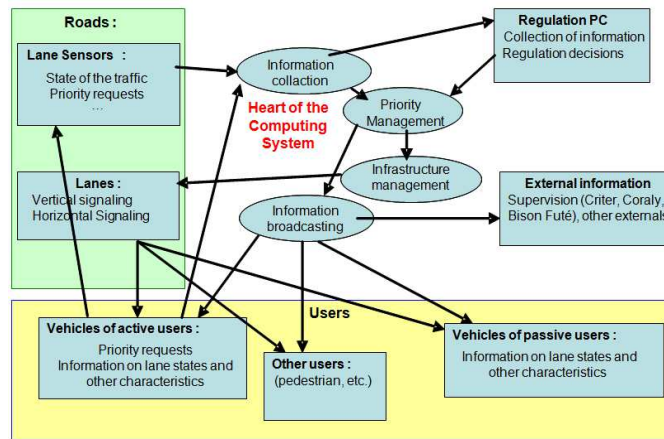 Roads :
Lane Sensors :
State of the traffic
Priority requests
...
Lanes :
Vertical signaling
Horizontal Signaling
Information
collaction
Heart of the
Computing
System
Priority
Management
Infrastructure
management
Information
broadcasting
Regulation PC
Collection of information
Regulation decisions
External information
Supervision (Criter, Coraly,
Bison Futé), other externals
Users
Vehicles of active users :
Priority requests
Information on lane states and
other characteristics
Other users :
(pedestrian, etc.)
Vehicles of passive users :
Information on lane states and
other characteristics